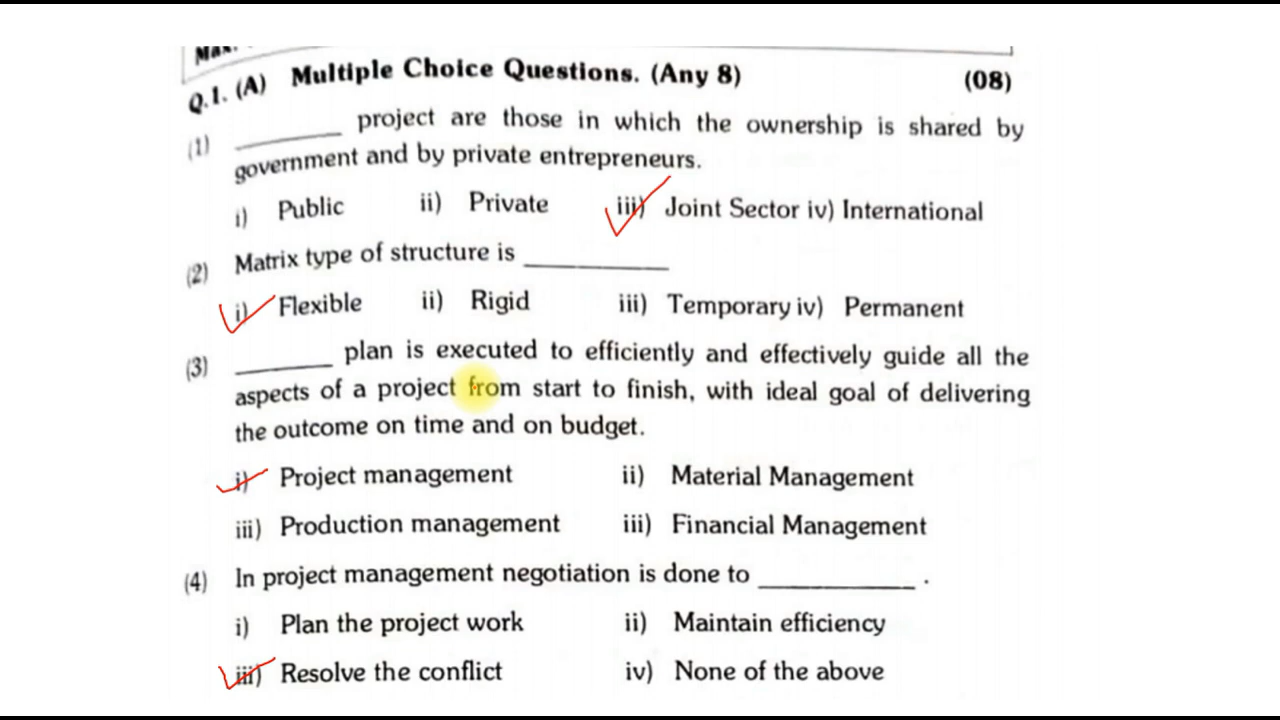 Max.
Q.1. (A) Multiple Choice Questions. (Any 8) (08)
(1) ________ project are those in which the ownership is shared by
government and by private entrepreneurs.
i) Public ii) Private iii) Joint Sector iv) International
(2) Matrix type of structure is ________
i) Flexible ii) Rigid iii) Temporary iv) Permanent
(3) ________ plan is executed to efficiently and effectively guide all the
aspects of a project from start to finish, with ideal goal of delivering
the outcome on time and on budget.
i) Project management ii) Material Management
iii) Production management iii) Financial Management
(4) In project management negotiation is done to ________ .
i) Plan the project work ii) Maintain efficiency
iii) Resolve the conflict iv) None of the above